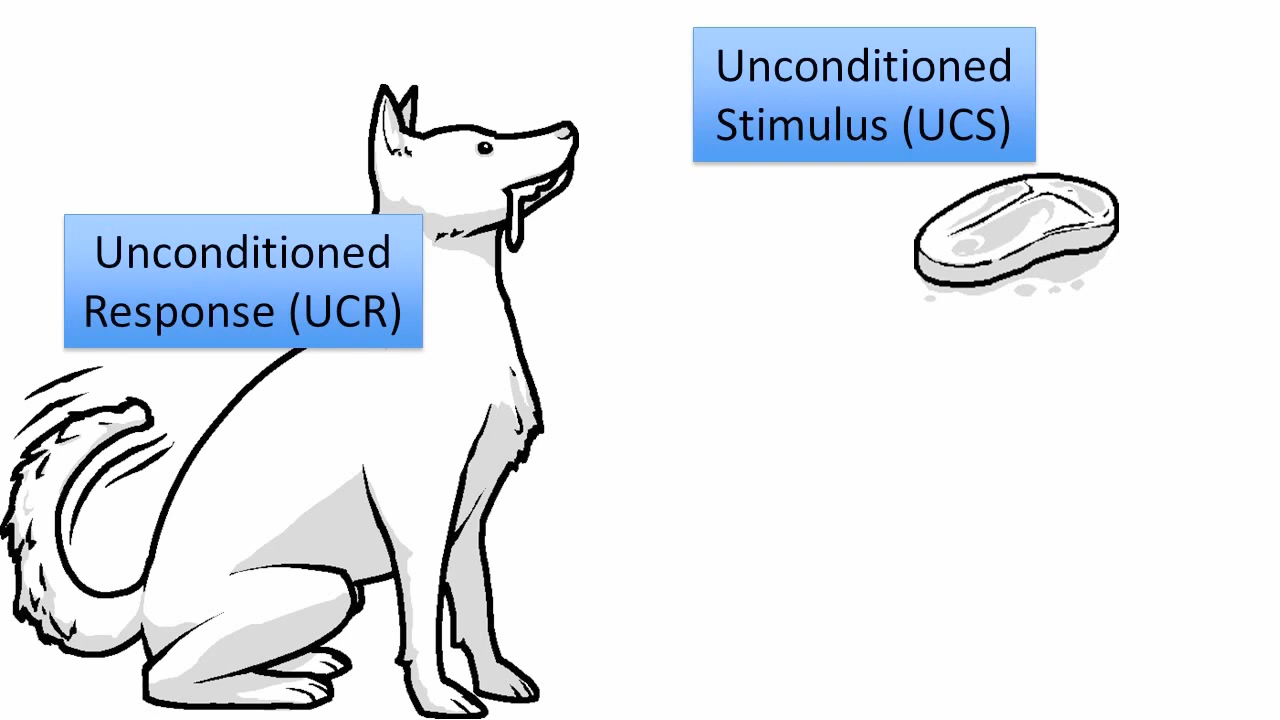 Unconditioned
Stimulus (UCS)
Unconditioned
Response (UCR)